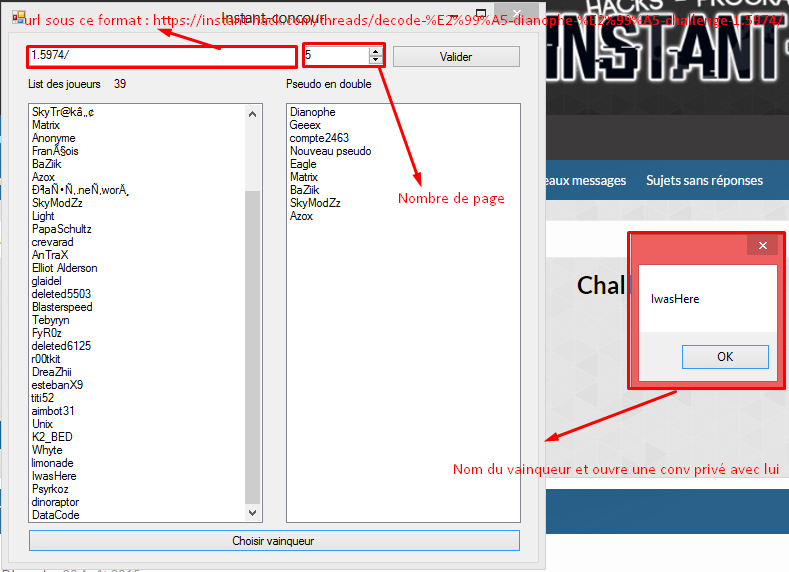 HACKS - PROGRA
Instant-concour
url sous ce format : https://instant-hack.com/threads/decode-%E2%99%A5-dianophe-%E2%99%A5-challenge-1.5974/
INSTANT-
1.5974/
5
Valider
List des joueurs 39
Pseudo en double
SkyTr@kâ„¢
Matrix
Anonyme
FranÃ§ois
BaZiik
Azox
SkyModZz
Light
PapaSchultz
crevarad
AnTraX
Elliot Alderson
glaidel
deleted5503
Blasterspeed
Tebyryn
FyR0z
deleted6125
r00tkit
DreaZhii
estebanX9
titi52
aimbot31
Unix
K2_BED
Whyte
limonade
IwasHere
Psyrkoz
dinoraptor
DataCode
Dianophe
Geeex
compte2463
Nouveau pseudo
Eagle
Matrix
BaZiik
SkyModZz
Azox
Nombre de page
eaux messages
Sujets sans réponses
Chall
IwasHere
OK
Nom du vainqueur et ouvre une conv privé avec lui
Choisir vainqueur